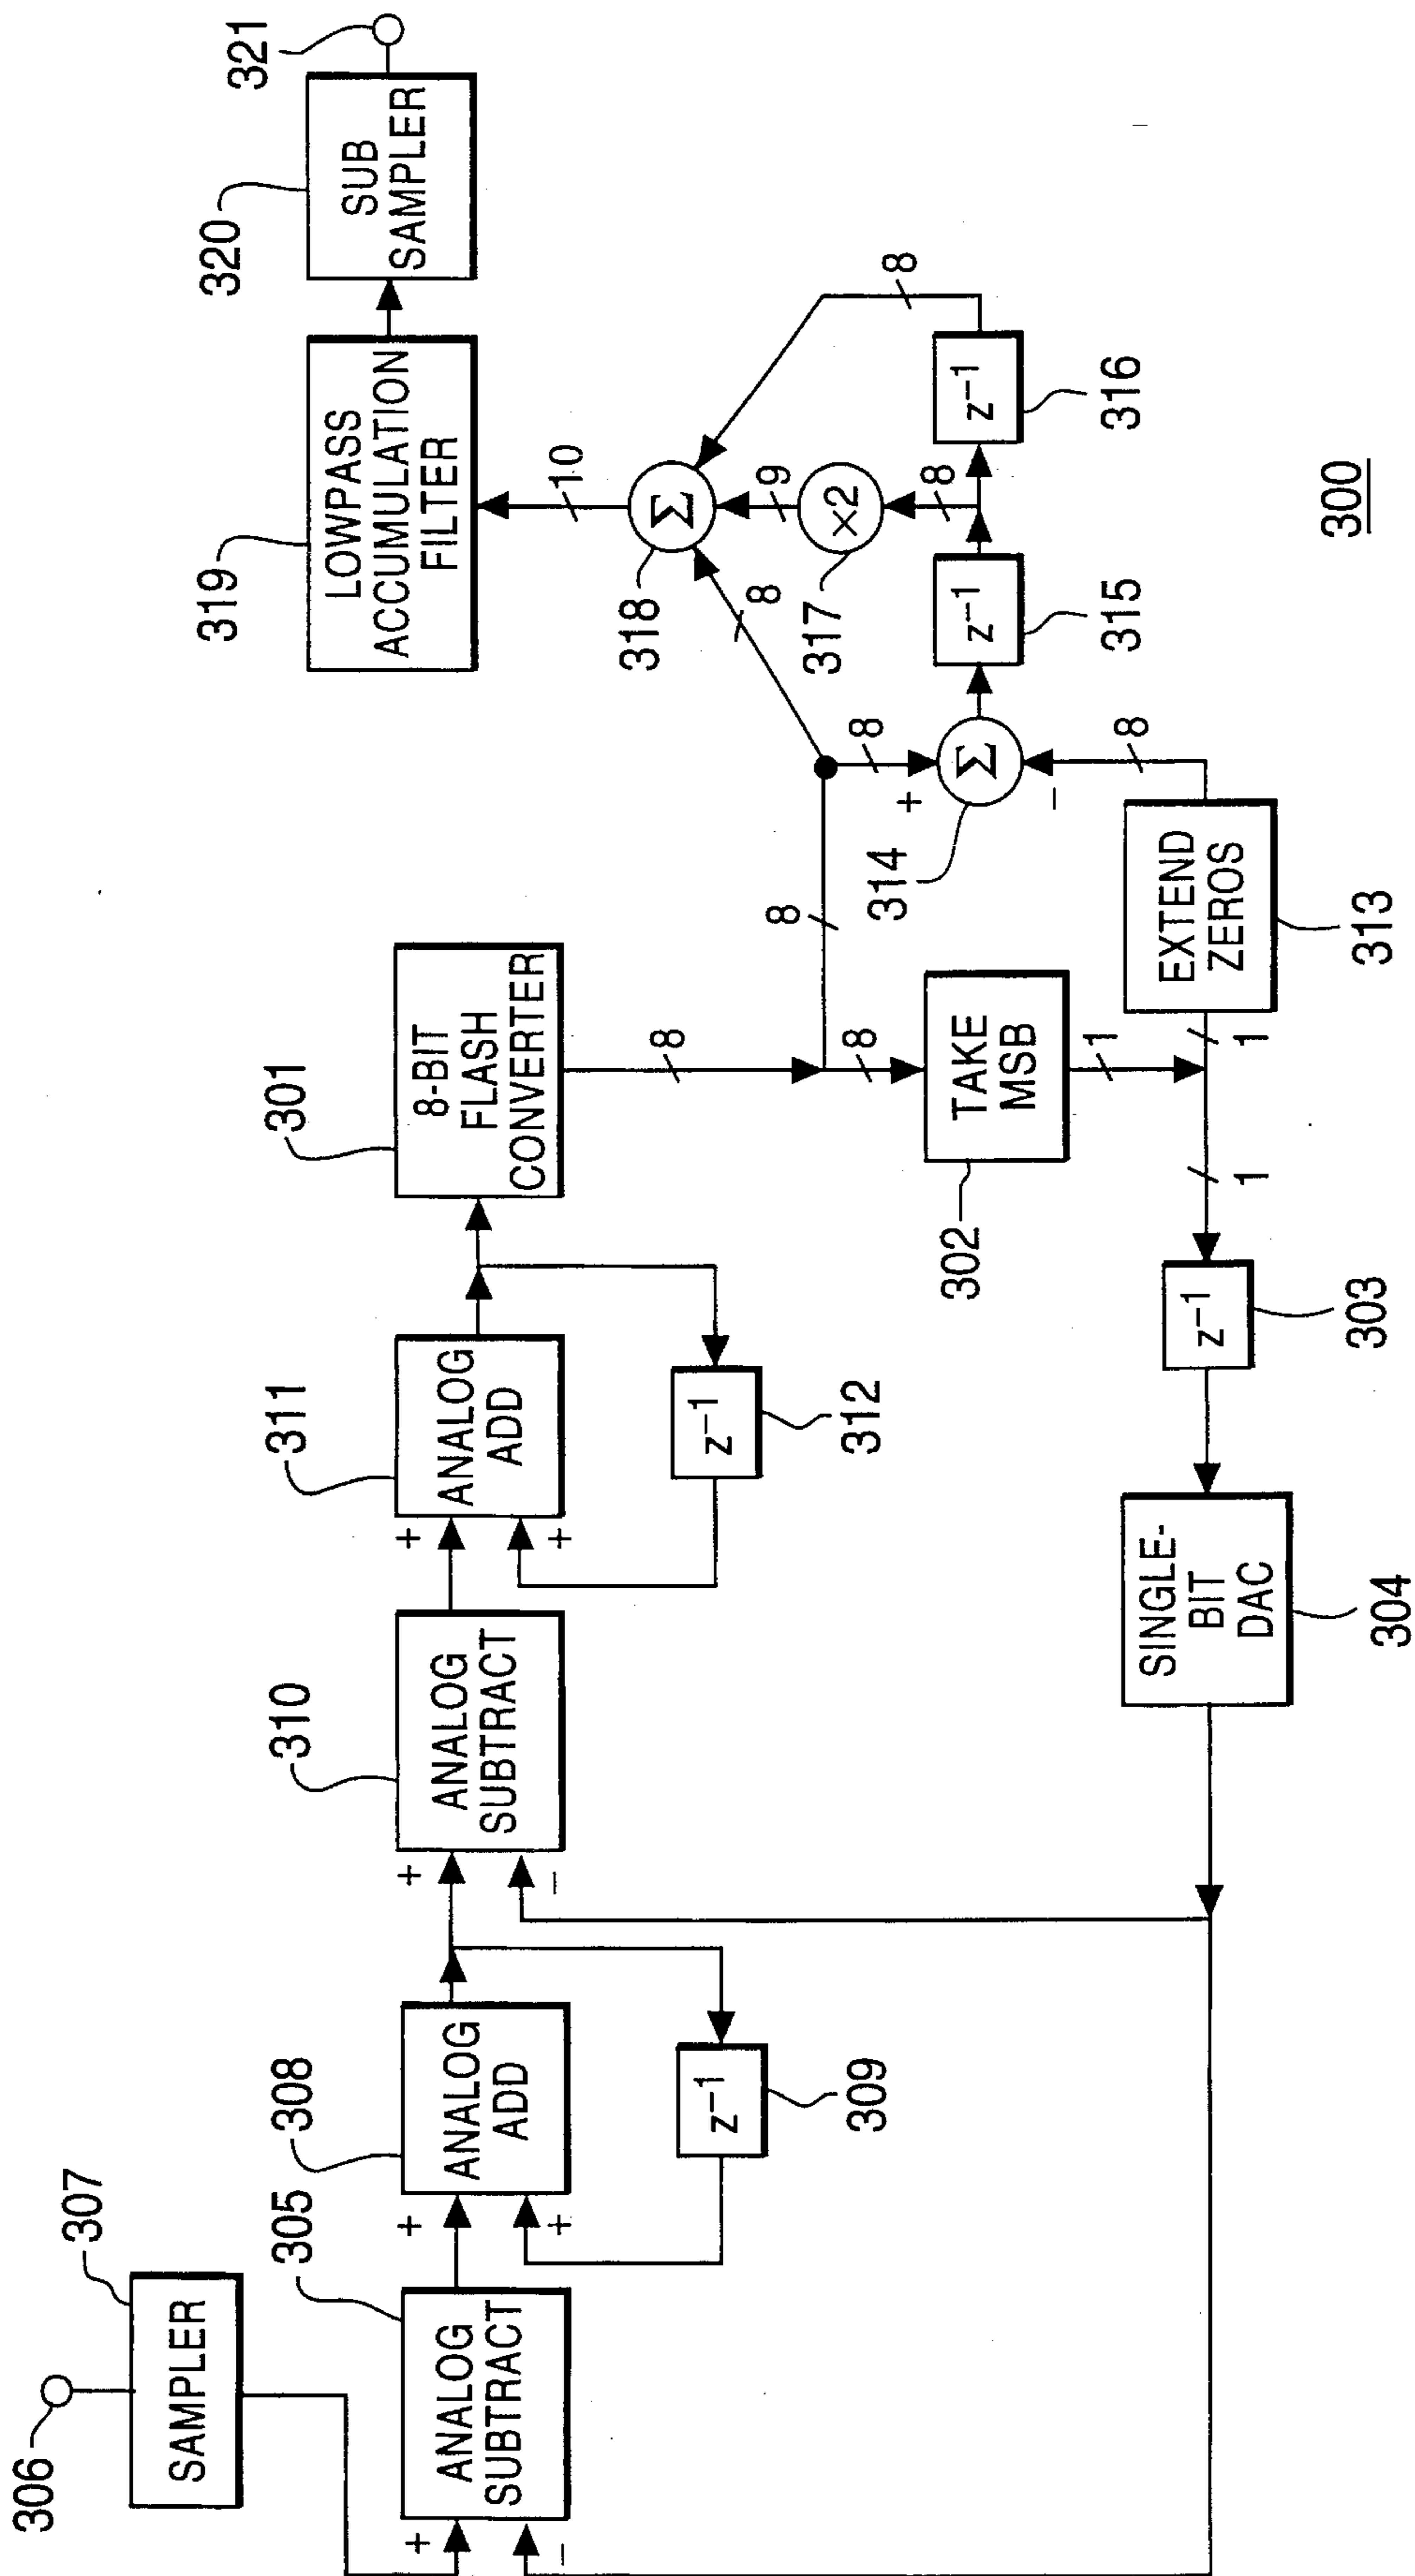 306
307
SAMPLER
305
ANALOG
SUBTRACT
+
−
308
ANALOG
ADD
+
+
z−1
309
310
ANALOG
SUBTRACT
+
−
311
ANALOG
ADD
+
+
z−1
312
301
8-BIT
FLASH
CONVERTER
8
8
8
302
TAKE
MSB
1
1
1
z−1
303
SINGLE-
BIT
DAC
304
EXTEND
ZEROS
313
8
8
+
−
Σ
314
z−1
315
8
z−1
316
8
×2
317
9
8
Σ
318
10
319
LOWPASS
ACCUMULATION
FILTER
320
SUB
SAMPLER
321
300